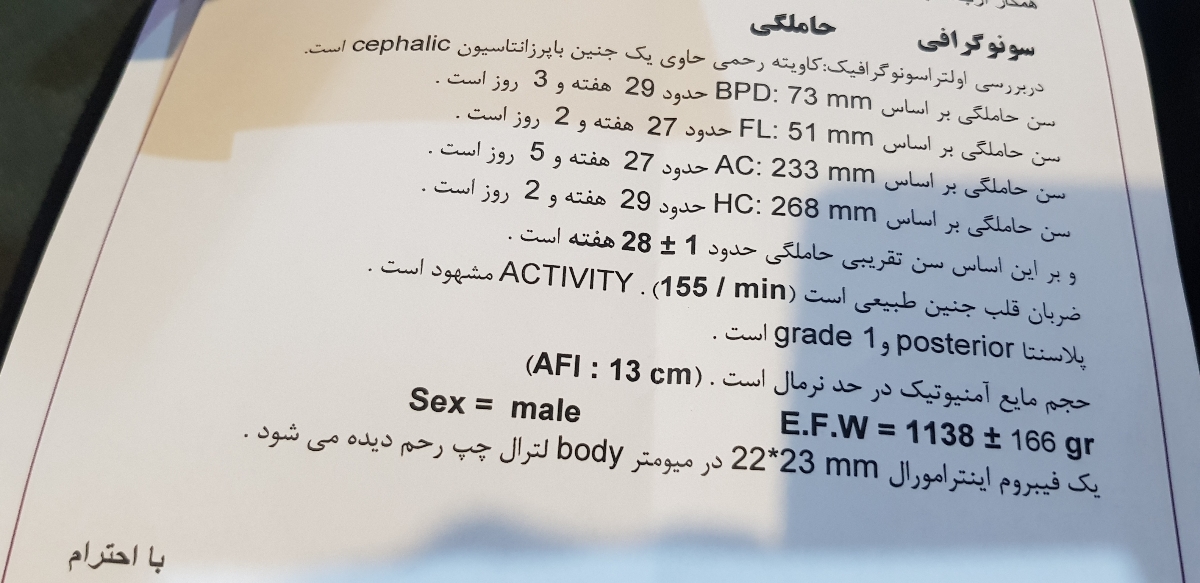 سونوگرافی حاملگی
دربررسی اولتراسونوگرافیک:کاویته رحمی حاوی یک جنین باپرزانتاسیون cephalic است.
سن حاملگی بر اساس BPD: 73 mm حدود 29 هفته و 3 روز است .
سن حاملگی بر اساس FL: 51 mm حدود 27 هفته و 2 روز است .
سن حاملگی بر اساس AC: 233 mm حدود 27 هفته و 5 روز است .
سن حاملگی بر اساس HC: 268 mm حدود 29 هفته و 2 روز است .
و بر این اساس سن تقریبی حاملگی حدود 1 ± 28 هفته است .
ضربان قلب جنین طبیعی است (155 / min) . ACTIVITY مشهود است .
پلاسنتا posterior و grade 1 است .
حجم مایع آمنیوتیک در حد نرمال است . (AFI : 13 cm)
E.F.W = 1138 ± 166 gr Sex = male
یک فیبروم اینترامورال 22*23 mm در میومتر body لترال چپ رحم دیده می شود .
با احترام